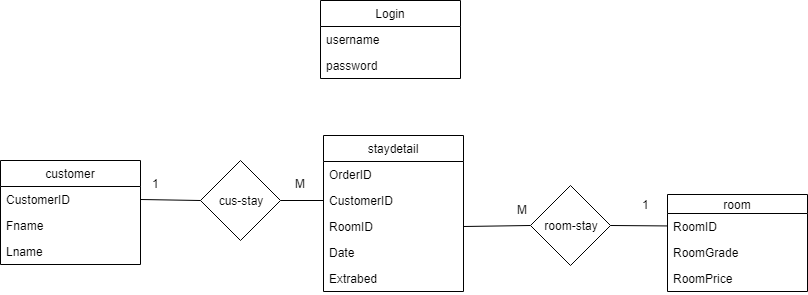 Login
username
password
customer
CustomerID
Fname
Lname
1
cus-stay
M
staydetail
OrderID
CustomerID
RoomID
Date
Extrabed
M
room-stay
1
room
RoomID
RoomGrade
RoomPrice